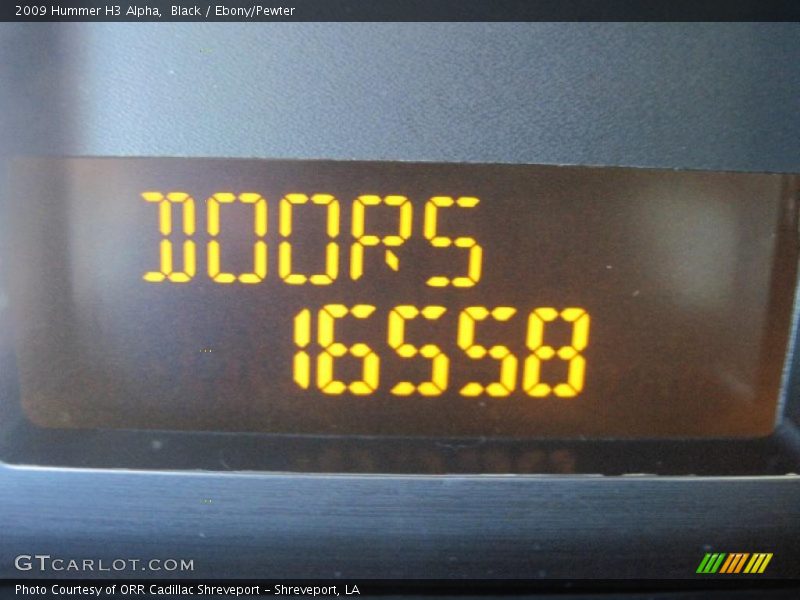 2009 Hummer H3 Alpha,  Black / Ebony/Pewter
DOORS
16558
GTCARLOT.COM
Photo Courtesy of ORR Cadillac Shreveport - Shreveport, LA